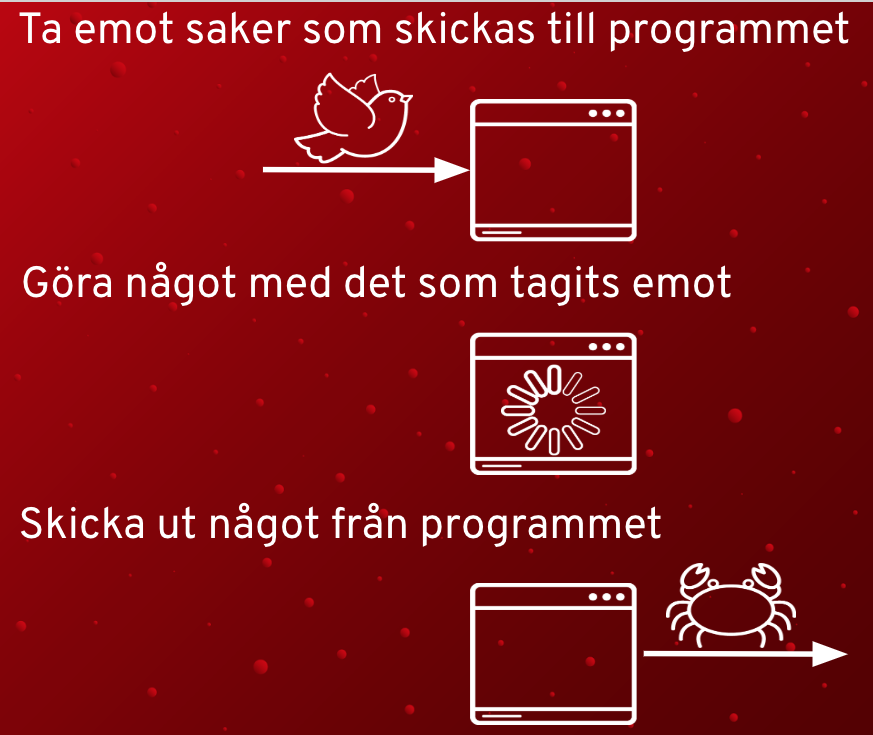 Ta emot saker som skickas till programmet
Göra något med det som tagits emot
Skicka ut något från programmet